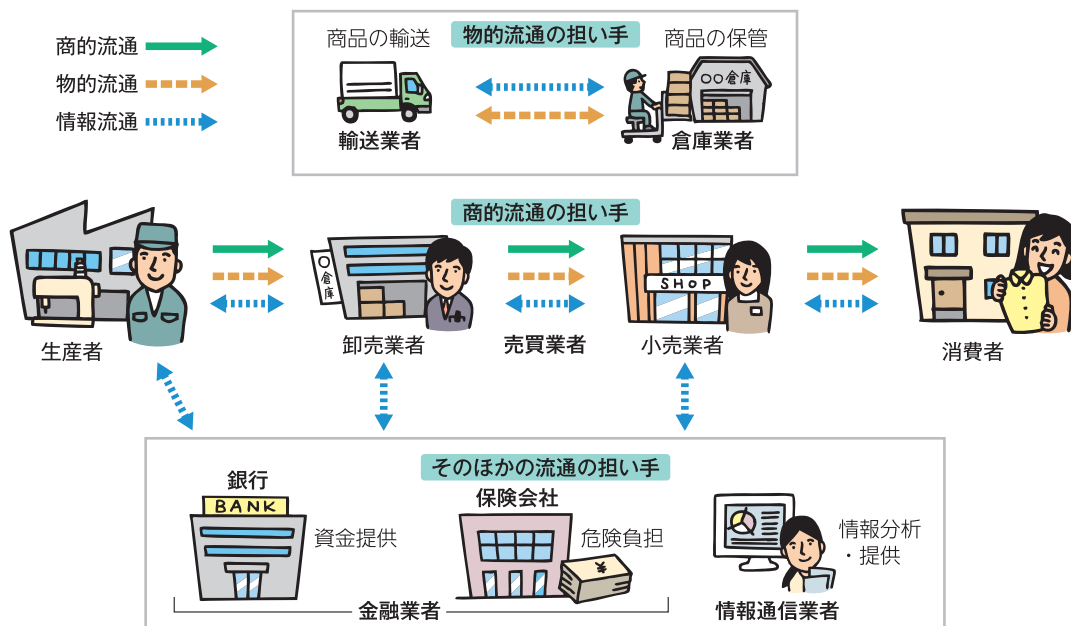 商的流通
物的流通
情報流通
物的流通の担い手
商品の輸送
商品の保管
○○倉庫
輸送業者
倉庫業者
商的流通の担い手
○倉庫
SHOP
生産者
卸売業者
売買業者
小売業者
消費者
そのほかの流通の担い手
銀行
BANK
資金提供
保険会社
危険負担
¥
情報分析
・提供
金融業者
情報通信業者